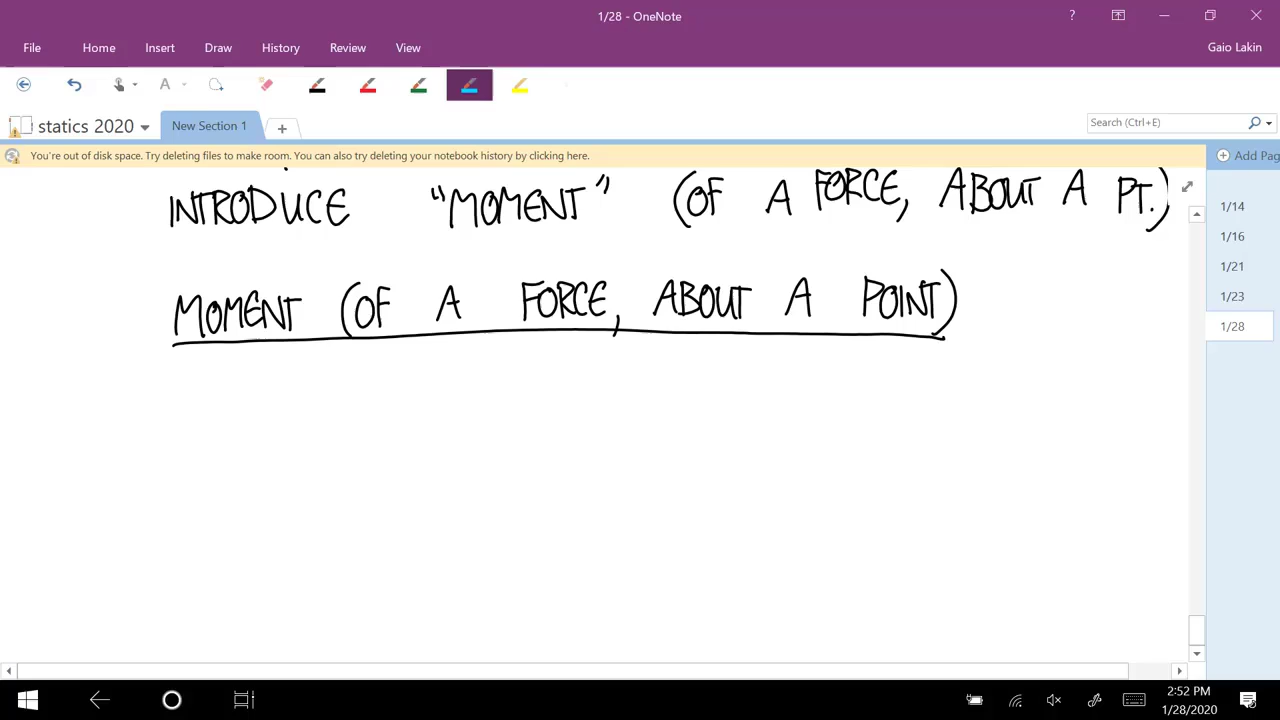 1/28 - OneNote
?
File Home Insert Draw History Review View Gaio Lakin
statics 2020 New Section 1 Search (Ctrl+E)
You're out of disk space. Try deleting files to make room. You can also try deleting your notebook history by clicking here. Add Pag
INTRODUCE "MOMENT" (OF A FORCE, ABOUT A PT.)
MOMENT (OF A FORCE, ABOUT A POINT)
1/14
1/16
1/21
1/23
1/28
2:52 PM
1/28/2020